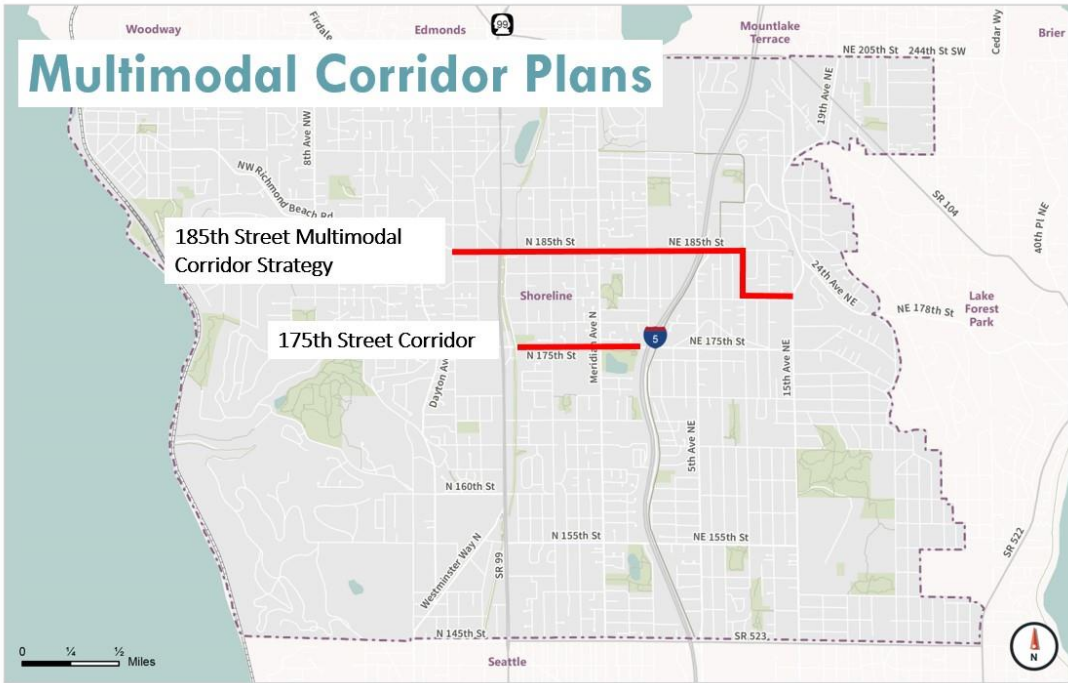 Woodway
Firdale
Edmonds
99
Mountlake
Terrace
Cedar Wy
Brier
NE 205th St
244th St SW
Multimodal Corridor Plans
8th Ave NW
19th Ave NE
NW Richmond Beach Rd
SR 104
40th Pl NE
185th Street Multimodal
Corridor Strategy
N 185th St
NE 185th St
24th Ave NE
Shoreline
NE 178th St
Lake
Forest
Park
175th Street Corridor
5
N 175th St
NE 175th St
Meridian Ave N
Dayton Ave
15th Ave NE
5th Ave NE
N 160th St
N 155th St
NE 155th St
SR 522
Westminster Way N
SR 99
N 145th St
SR 523
0 ¼ ½ Miles
Seattle
N